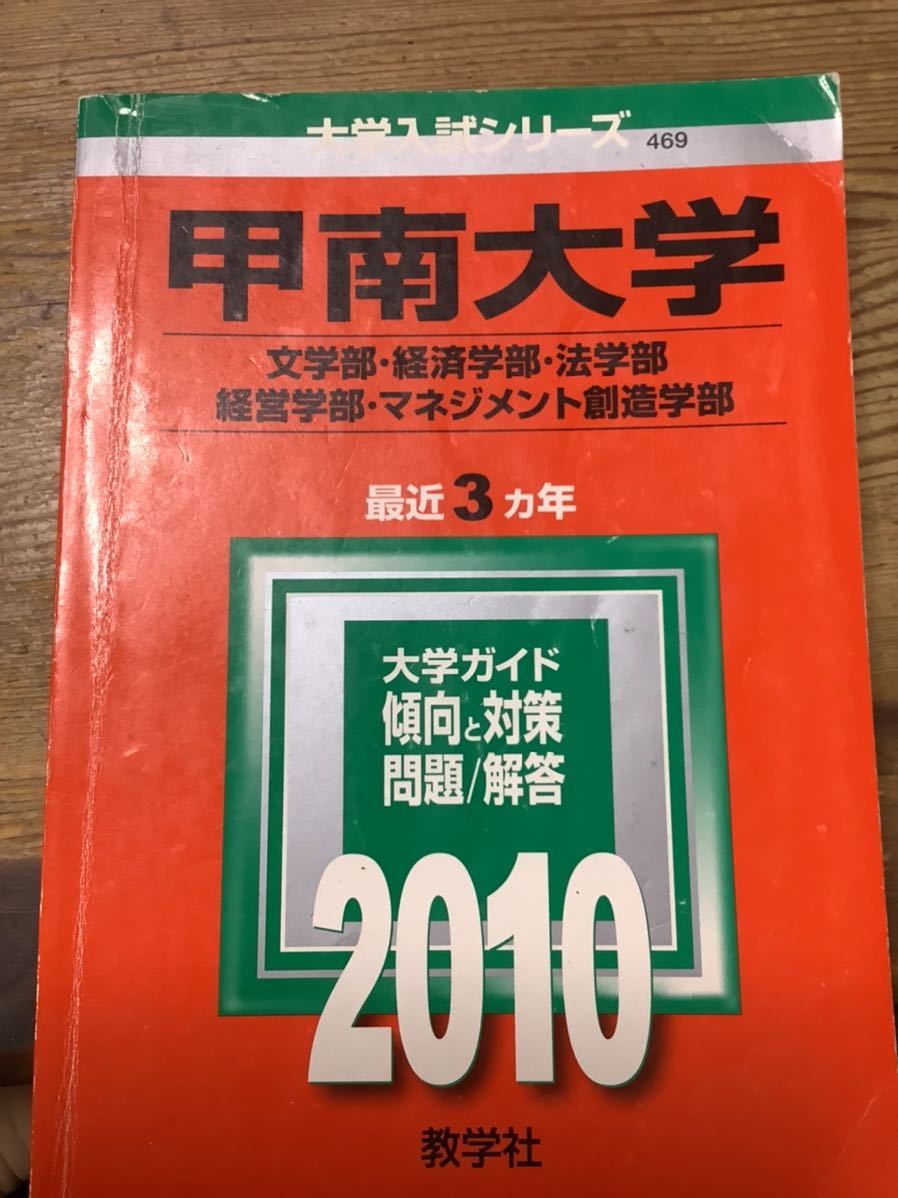 大学入試シリーズ 469
甲南大学
文学部・経済学部・法学部
経営学部・マネジメント創造学部
最近3ヵ年
大学ガイド
傾向と対策
問題/解答
2010
教学社